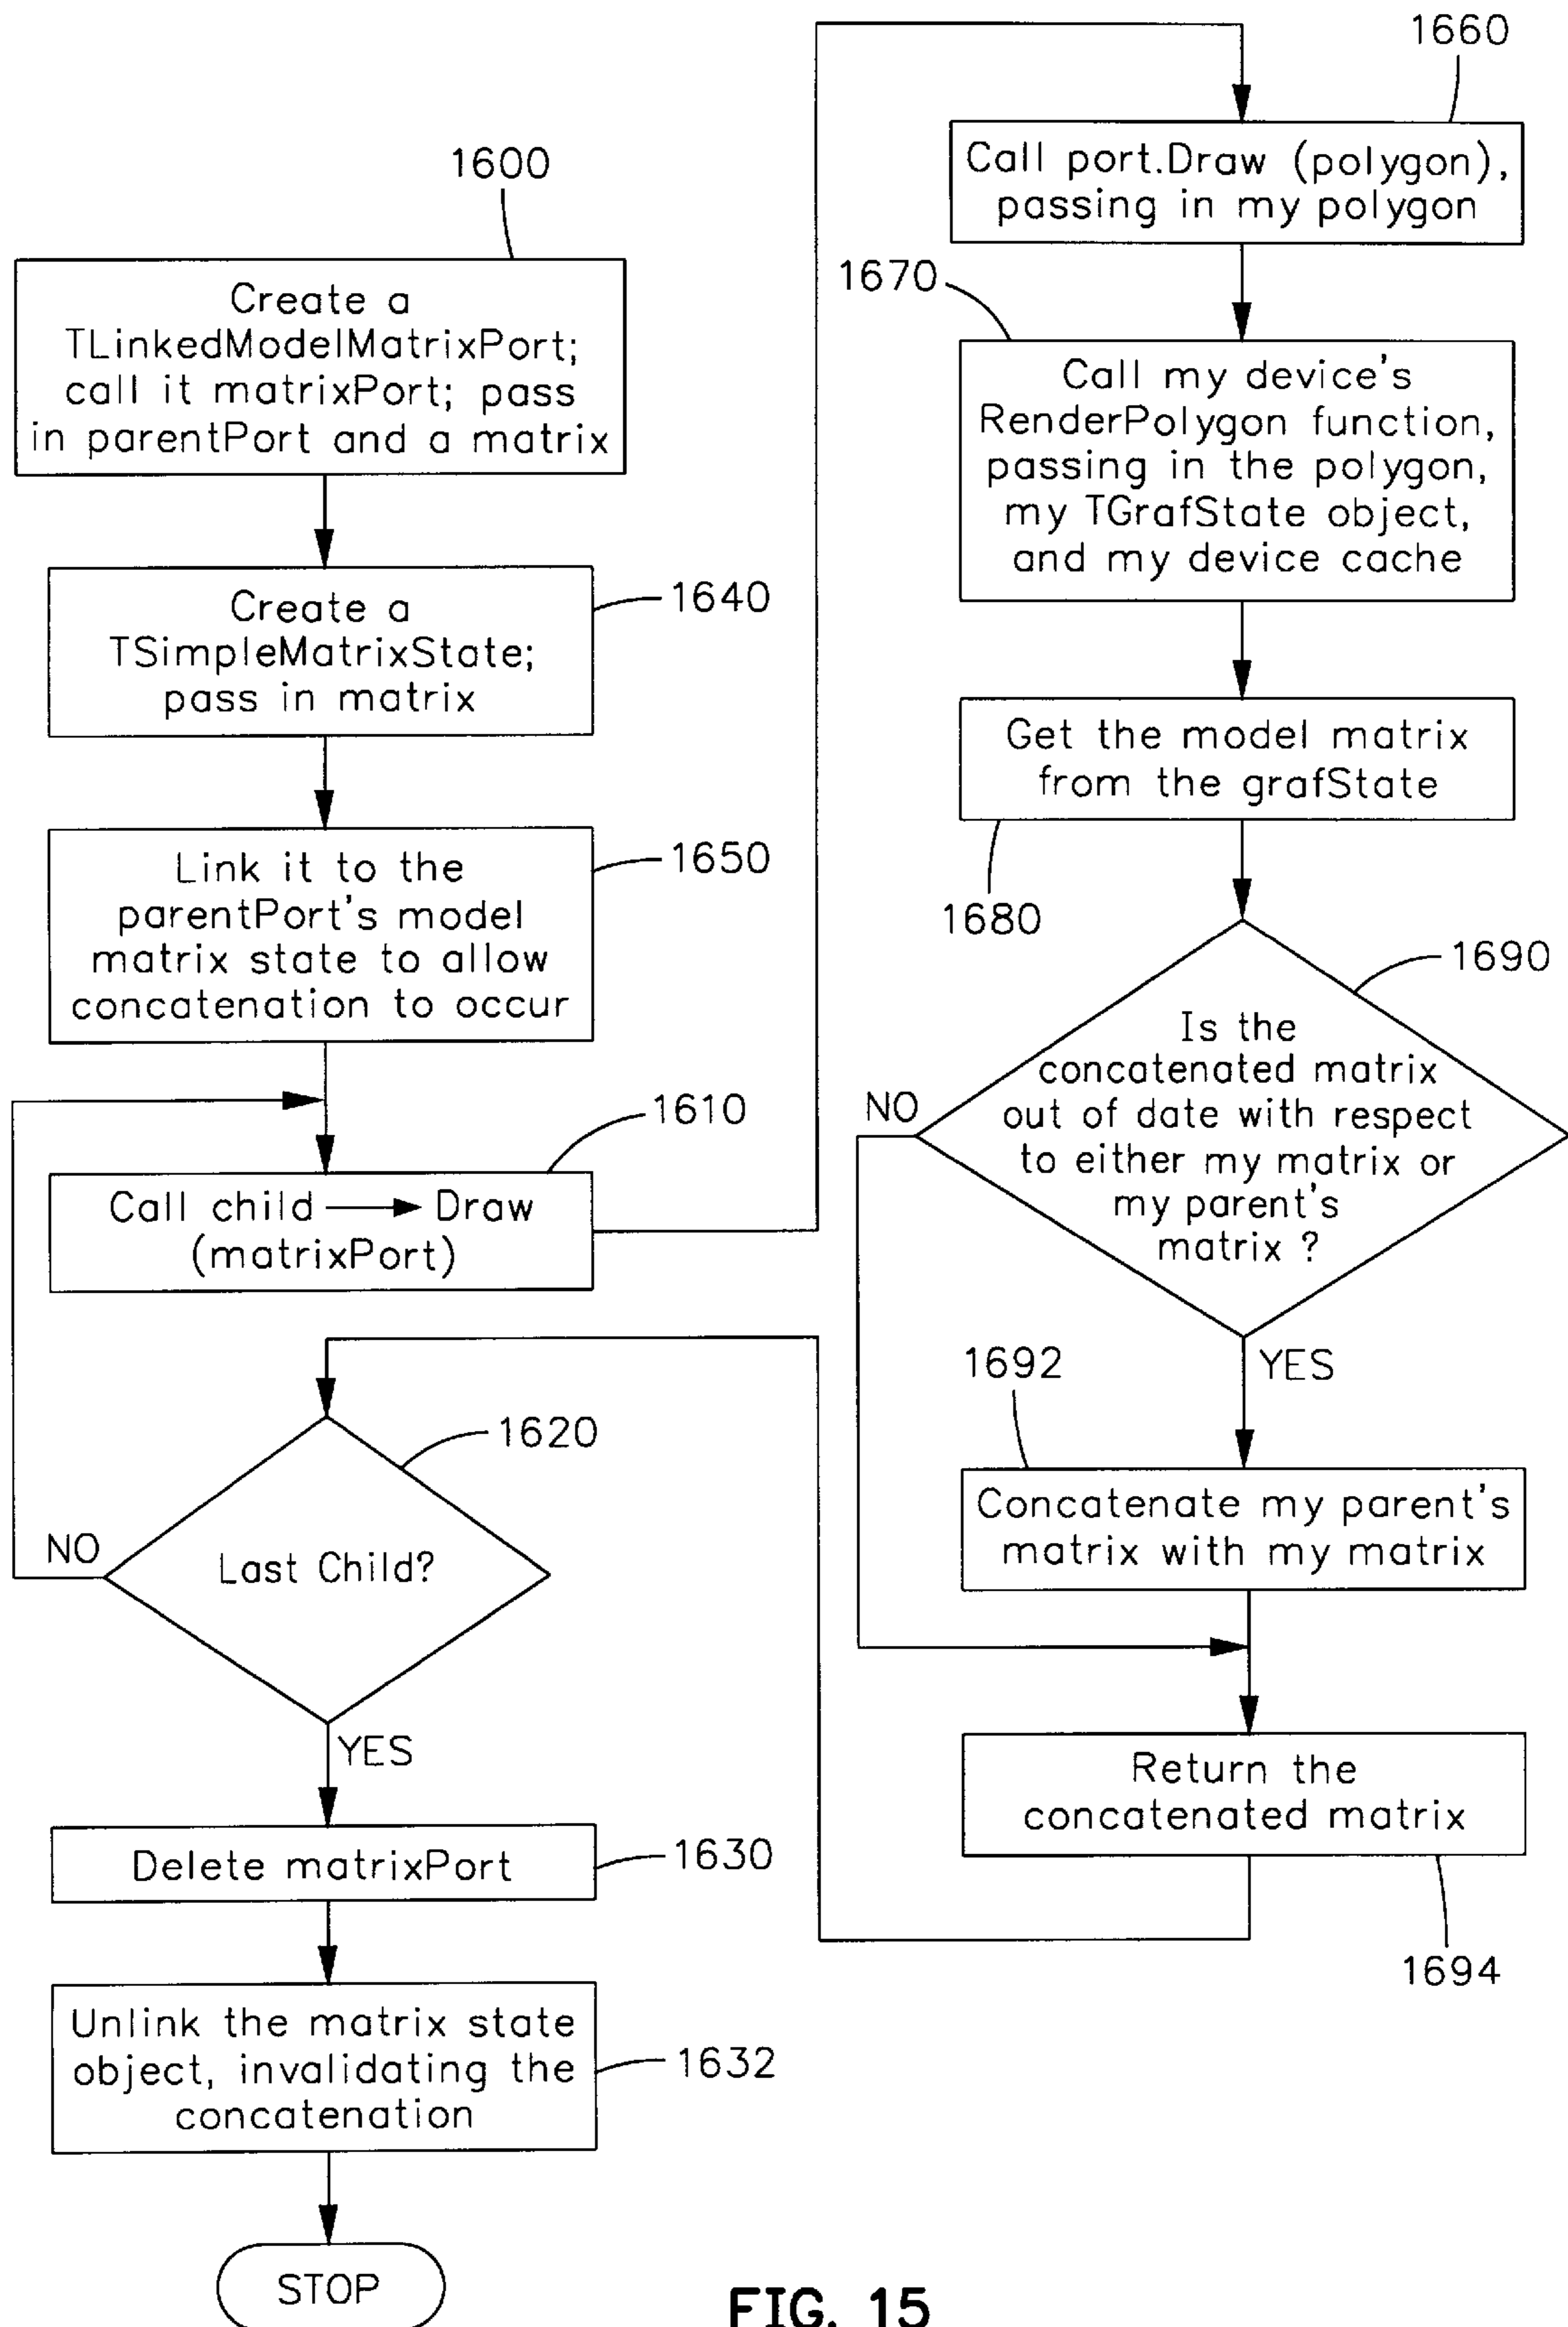 1600
Create a
TLinkedModelMatrixPort;
call it matrixPort; pass
in parentPort and a matrix
Create a
TSimpleMatrixState;
pass in matrix
1640
Link it to the
parentPort's model
matrix state to allow
concatenation to occur
1650
1610
Call child → Draw
(matrixPort)
1620
Last Child?
NO
YES
Delete matrixPort
1630
Unlink the matrix state
object, invalidating the
concatenation
1632
STOP
1660
Call port.Draw (polygon),
passing in my polygon
1670
Call my device's
RenderPolygon function,
passing in the polygon,
my TGrafState object,
and my device cache
Get the model matrix
from the grafState
1680
1690
Is the
concatenated matrix
out of date with respect
to either my matrix or
my parent's
matrix ?
NO
YES
1692
Concatenate my parent's
matrix with my matrix
Return the
concatenated matrix
1694
FIG. 15